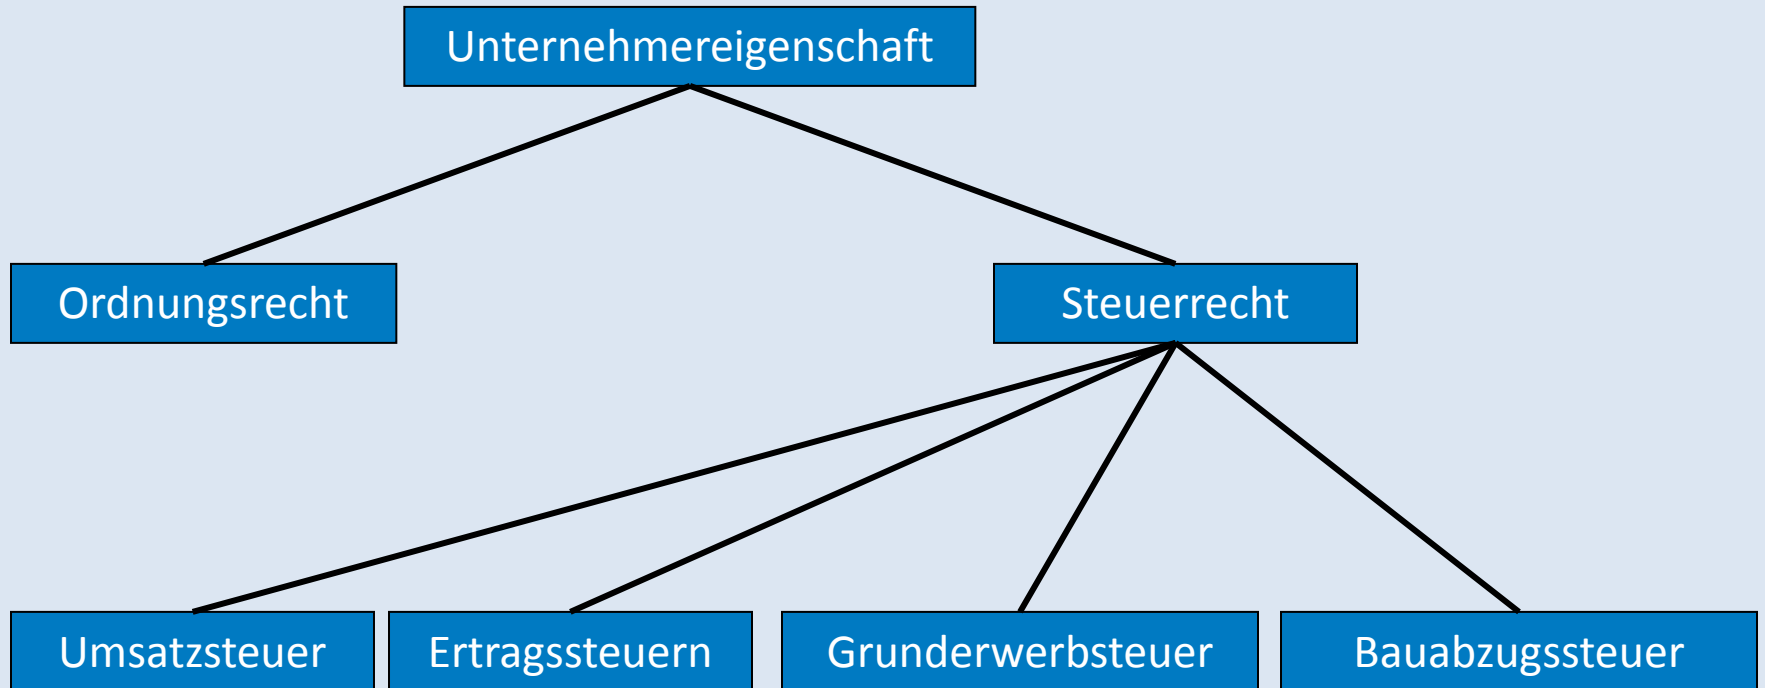 Unternehmereigenschaft
Ordnungsrecht
Steuerrecht
Umsatzsteuer
Ertragssteuern
Grunderwerbsteuer
Bauabzugssteuer